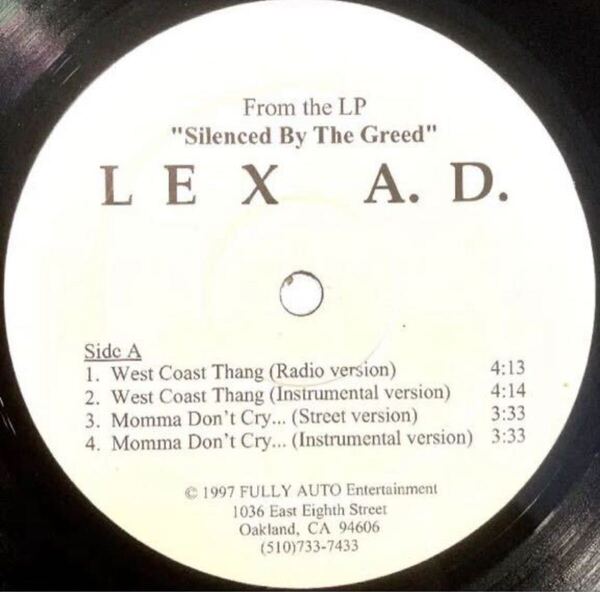 From the LP
"Silenced By The Greed"
LEX A. D.
Side A
1. West Coast Thang (Radio version) 4:13
2. West Coast Thang (Instrumental version) 4:14
3. Momma Don't Cry... (Street version) 3:33
4. Momma Don't Cry... (Instrumental version) 3:33
© 1997 FULLY AUTO Entertainment
1036 East Eighth Street
Oakland, CA 94606
(510)733-7433